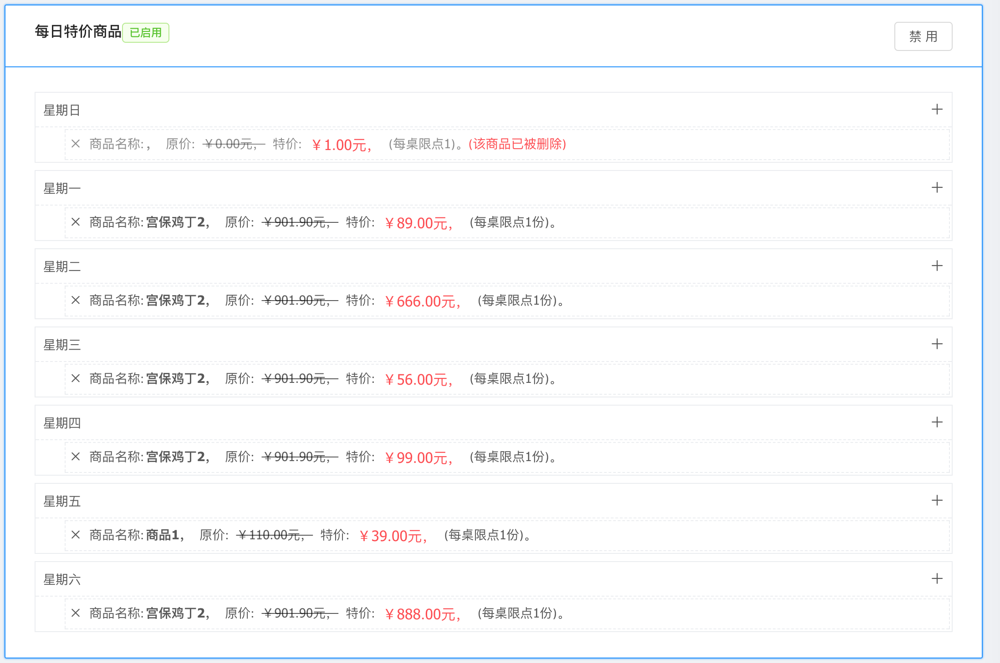 每日特价商品 已启用 禁 用
星期日
商品名称:， 原价: ￥0.00元， 特价: ￥1.00元， (每桌限点1)。(该商品已被删除)
星期一
商品名称:宫保鸡丁2， 原价: ￥901.90元， 特价: ￥89.00元， (每桌限点1份)。
星期二
商品名称:宫保鸡丁2， 原价: ￥901.90元， 特价: ￥666.00元， (每桌限点1份)。
星期三
商品名称:宫保鸡丁2， 原价: ￥901.90元， 特价: ￥56.00元， (每桌限点1份)。
星期四
商品名称:宫保鸡丁2， 原价: ￥901.90元， 特价: ￥99.00元， (每桌限点1份)。
星期五
商品名称:商品1， 原价: ￥110.00元， 特价: ￥39.00元， (每桌限点1份)。
星期六
商品名称:宫保鸡丁2， 原价: ￥901.90元， 特价: ￥888.00元， (每桌限点1份)。